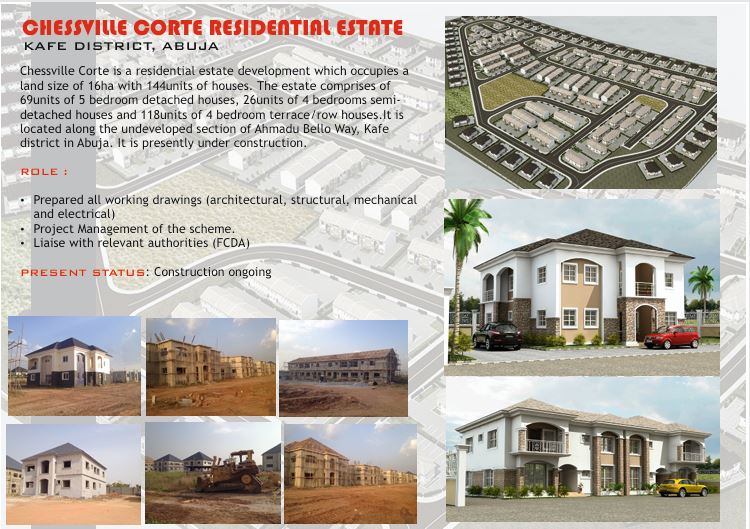 CHESSVILLE CORTE RESIDENTIAL ESTATE
KAFE DISTRICT, ABUJA
Chessville Corte is a residential estate development which occupies a
land size of 16ha with 144units of houses. The estate comprises of
69units of 5 bedroom detached houses, 26units of 4 bedrooms semi-
detached houses and 118units of 4 bedroom terrace/row houses.It is
located along the undeveloped section of Ahmadu Bello Way, Kafe
district in Abuja. It is presently under construction.
ROLE :
• Prepared all working drawings (architectural, structural, mechanical
and electrical)
• Project Management of the scheme.
• Liaise with relevant authorities (FCDA)
PRESENT STATUS: Construction ongoing